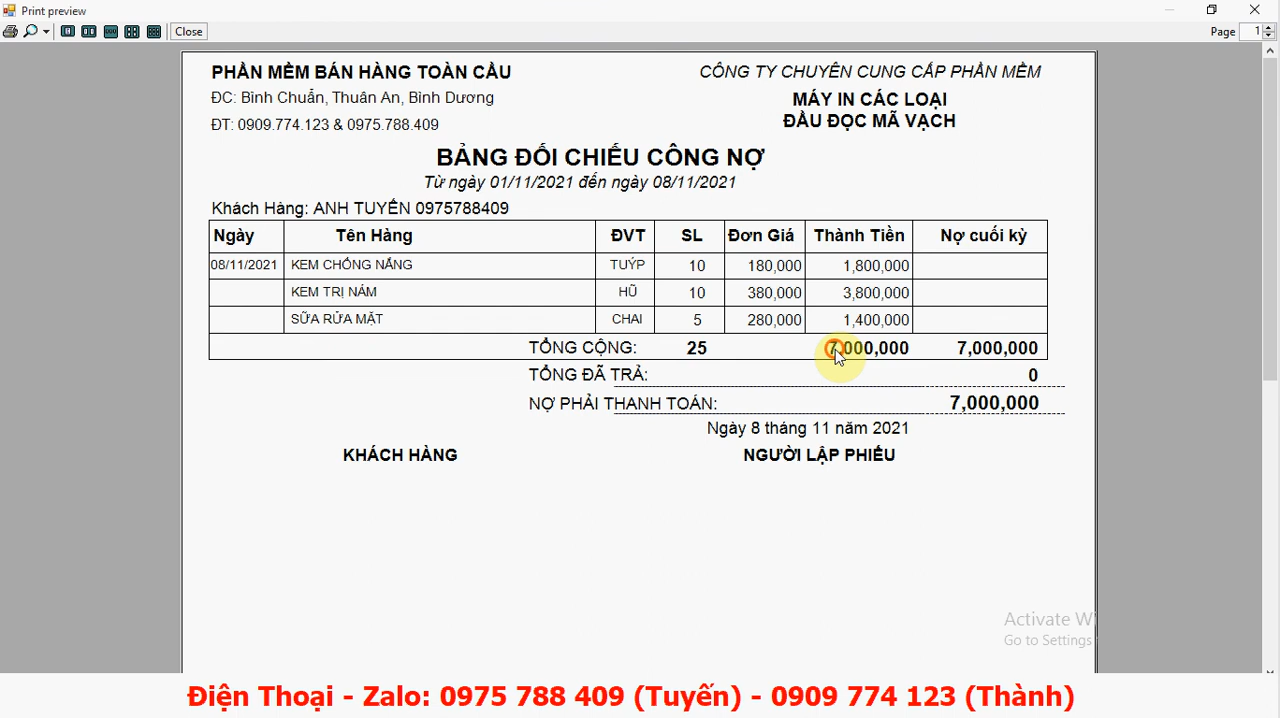 Print preview
Close
Page 1
PHẦN MỀM BÁN HÀNG TOÀN CẦU
CÔNG TY CHUYÊN CUNG CẤP PHẦN MỀM
ĐC: Bình Chuẩn, Thuân An, Bình Dương
MÁY IN CÁC LOẠI
ĐT: 0909.774.123 & 0975.788.409
ĐẦU ĐỌC MÃ VẠCH
BẢNG ĐỐI CHIẾU CÔNG NỢ
Từ ngày 01/11/2021 đến ngày 08/11/2021
Khách Hàng: ANH TUYẾN 0975788409
Ngày Tên Hàng ĐVT SL Đơn Giá Thành Tiền Nợ cuối kỳ
08/11/2021 KEM CHỐNG NẮNG TUÝP 10 180,000 1,800,000
KEM TRỊ NÁM HŨ 10 380,000 3,800,000
SỮA RỬA MẶT CHAI 5 280,000 1,400,000
TỔNG CỘNG: 25 7,000,000 7,000,000
TỔNG ĐÃ TRẢ: 0
NỢ PHẢI THANH TOÁN: 7,000,000
Ngày 8 tháng 11 năm 2021
KHÁCH HÀNG NGƯỜI LẬP PHIẾU
Activate Wi
Go to Settings
Điện Thoại - Zalo: 0975 788 409 (Tuyến) - 0909 774 123 (Thành)